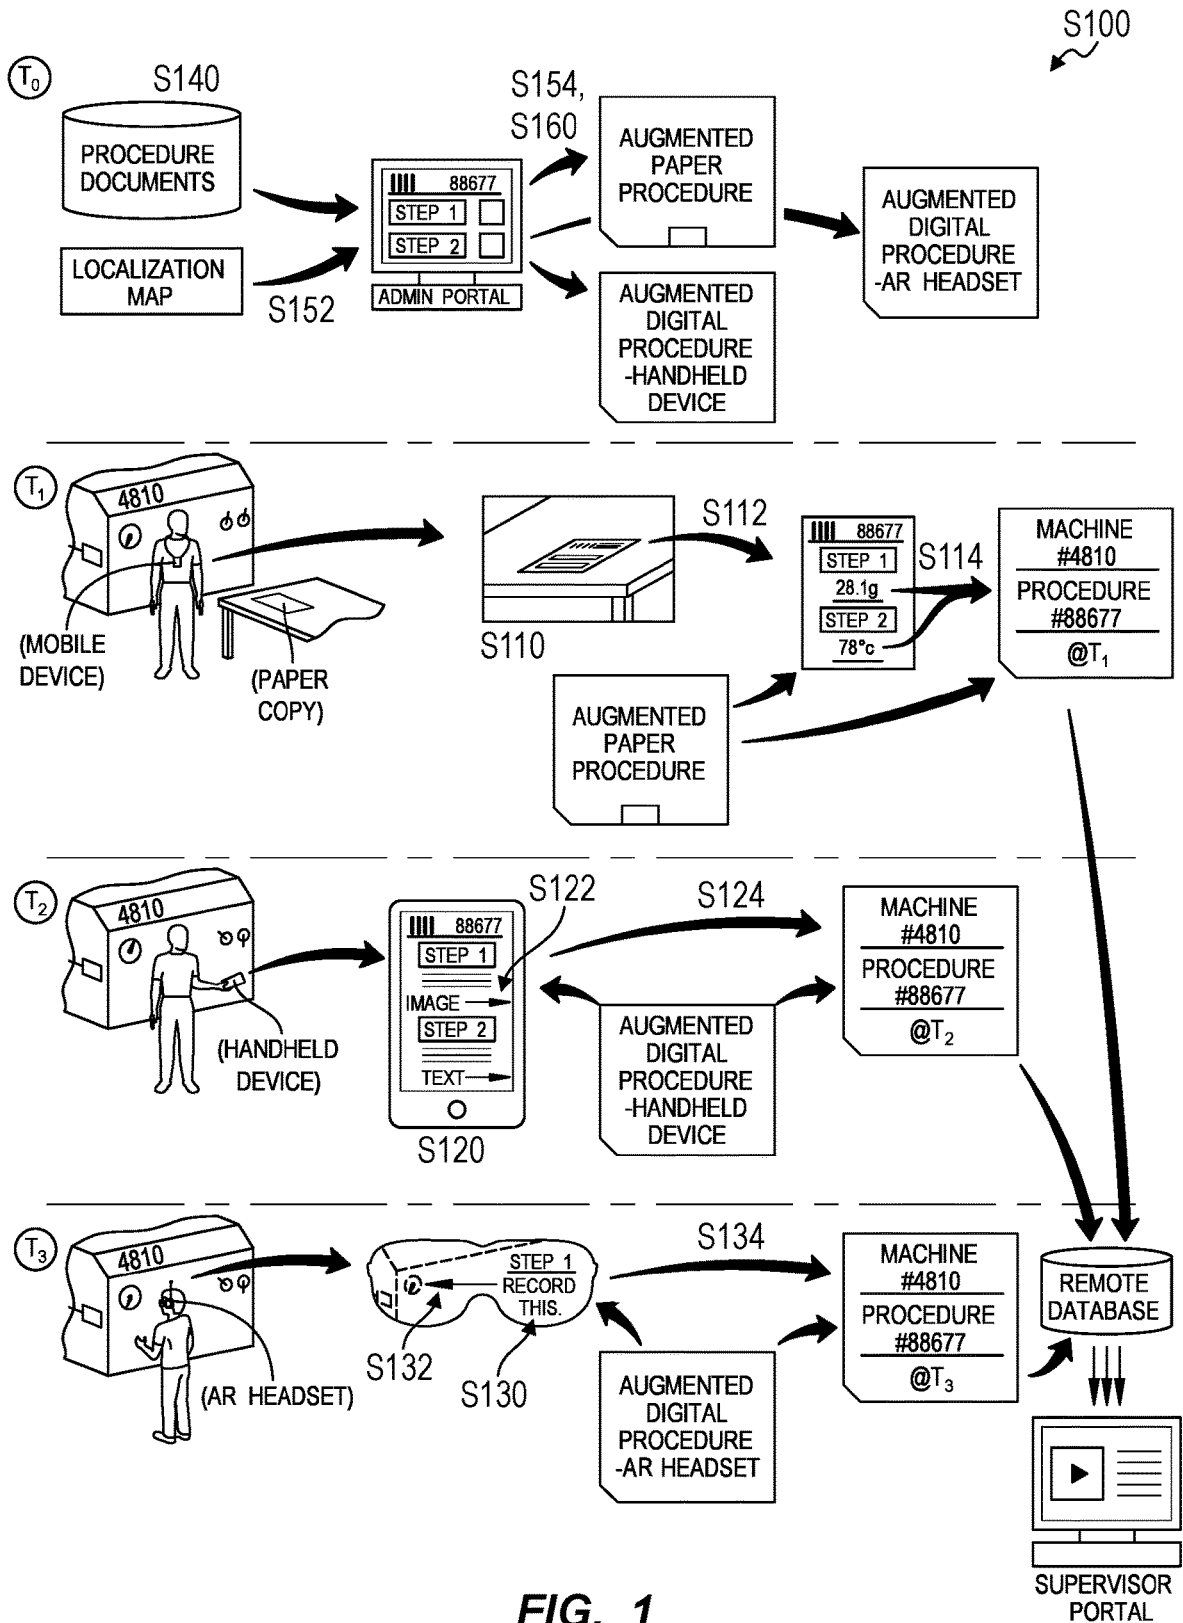 S100
T0
S140
PROCEDURE
DOCUMENTS
LOCALIZATION
MAP
S152
88677
STEP 1
STEP 2
ADMIN PORTAL
S154,
S160
AUGMENTED
PAPER
PROCEDURE
AUGMENTED
DIGITAL
PROCEDURE
-HANDHELD
DEVICE
AUGMENTED
DIGITAL
PROCEDURE
-AR HEADSET
T1
4810
(MOBILE
DEVICE)
(PAPER
COPY)
S110
S112
88677
STEP 1
28.1g
STEP 2
78°c
S114
MACHINE
#4810
PROCEDURE
#88677
@T1
AUGMENTED
PAPER
PROCEDURE
T2
4810
(HANDHELD
DEVICE)
88677
STEP 1
IMAGE
STEP 2
TEXT
S120
S122
S124
AUGMENTED
DIGITAL
PROCEDURE
-HANDHELD
DEVICE
MACHINE
#4810
PROCEDURE
#88677
@T2
T3
4810
(AR HEADSET)
STEP 1
RECORD
THIS.
S132
S130
S134
AUGMENTED
DIGITAL
PROCEDURE
-AR HEADSET
MACHINE
#4810
PROCEDURE
#88677
@T3
REMOTE
DATABASE
SUPERVISOR
PORTAL
FIG. 1